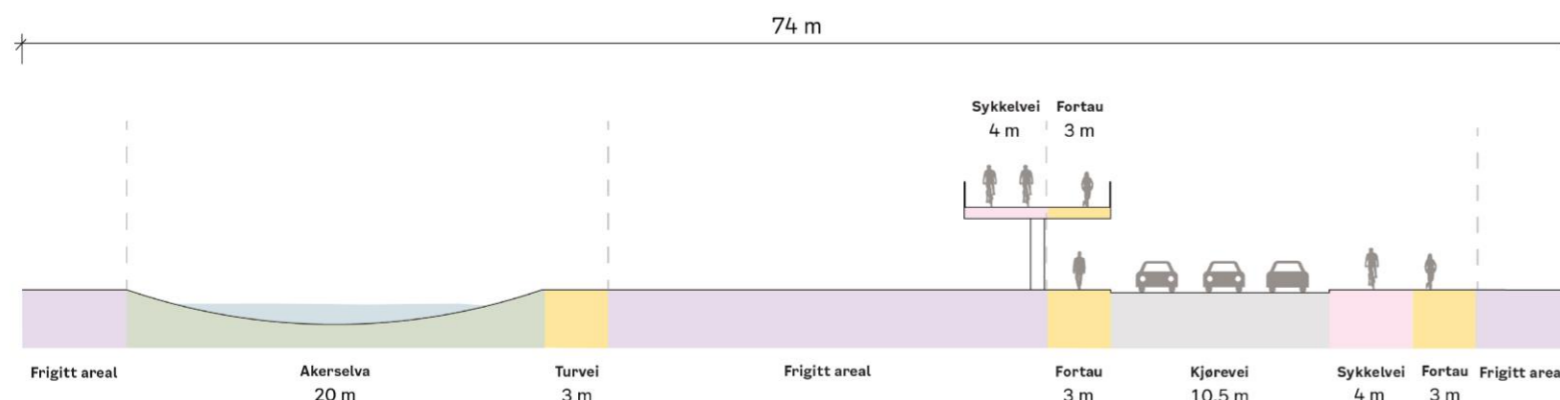 74 m
Sykkelvei Fortau
4 m 3 m
Frigitt areal Akerselva Turvei Frigitt areal Fortau Kjørevei Sykkelvei Fortau Frigitt area
20 m 3 m 3 m 10,5 m 4 m 3 m